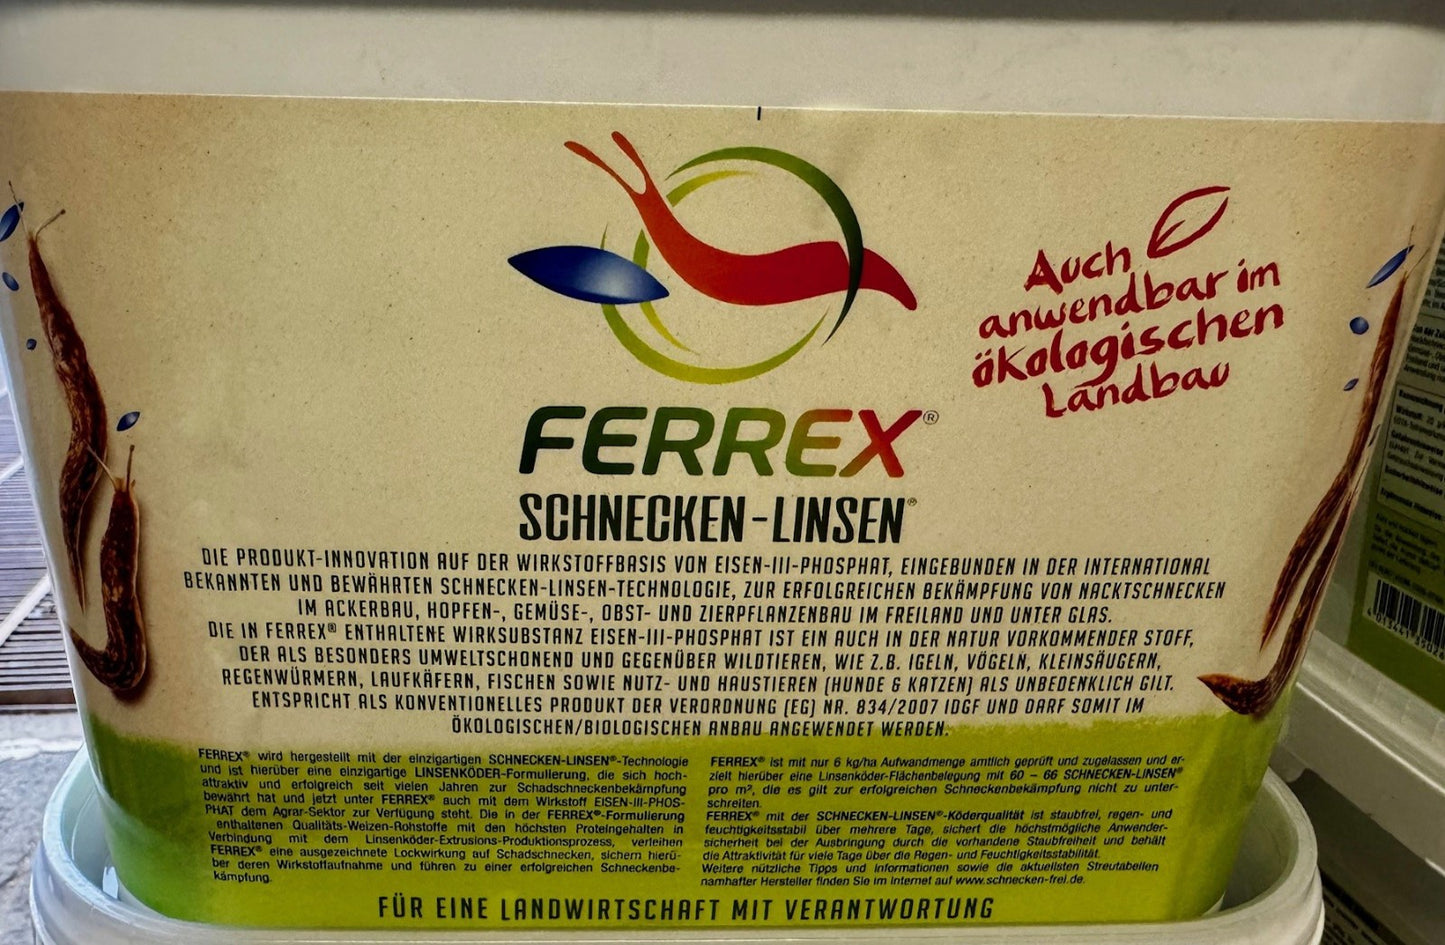 Auch
anwendbar im
ökologischen
Landbau
FERREX®
SCHNECKEN-LINSEN®
DIE PRODUKT-INNOVATION AUF DER WIRKSTOFFBASIS VON EISEN-III-PHOSPHAT, EINGEBUNDEN IN DER INTERNATIONAL
BEKANNTEN UND BEWÄHRTEN SCHNECKEN-LINSEN-TECHNOLOGIE, ZUR ERFOLGREICHEN BEKÄMPFUNG VON NACKTSCHNECKEN
IM ACKERBAU, HOPFEN-, GEMÜSE-, OBST- UND ZIERPFLANZENBAU IM FREILAND UND UNTER GLAS.
DIE IN FERREX® ENTHALTENE WIRKSUBSTANZ EISEN-III-PHOSPHAT IST EIN AUCH IN DER NATUR VORKOMMENDER STOFF,
DER ALS BESONDERS UMWELTSCHONEND UND GEGENÜBER WILDTIEREN, WIE Z.B. IGELN, VÖGELN, KLEINSÄUGERN,
REGENWÜRMERN, LAUFKÄFERN, FISCHEN SOWIE NUTZ- UND HAUSTIEREN (HUNDE & KATZEN) ALS UNBEDENKLICH GILT.
ENTSPRICHT ALS KONVENTIONELLES PRODUKT DER VERORDNUNG (EG) NR. 834/2007 IDGF UND DARF SOMIT IM
ÖKOLOGISCHEN/BIOLOGISCHEN ANBAU ANGEWENDET WERDEN.
FERREX® wird hergestellt mit der einzigartigen SCHNECKEN-LINSEN®-Technologie
und ist hierüber eine einzigartige LINSENKÖDER-Formulierung, die sich hoch-
attraktiv und erfolgreich seit vielen Jahren zur Schadschneckenbekämpfung
bewährt hat und jetzt unter FERREX® auch mit dem Wirkstoff EISEN-III-PHOS-
PHAT dem Agrar-Sektor zur Verfügung steht. Die in der FERREX®-Formulierung
enthaltenen Qualitäts-Weizen-Rohstoffe mit den höchsten Proteingehalten in
Verbindung mit dem Linsenköder-Extrusions-Produktionsprozess, verleihen
FERREX® eine ausgezeichnete Lockwirkung auf Schadschnecken, sichern hierü-
ber deren Wirkstoffaufnahme und führen zu einer erfolgreichen Schneckenbe-
kämpfung.
FERREX® ist mit nur 6 kg/ha Aufwandmenge amtlich geprüft und zugelassen und er-
zielt hierüber eine Linsenköder-Flächenbelegung mit 60 – 66 SCHNECKEN-LINSEN®
pro m², die es gilt zur erfolgreichen Schneckenbekämpfung nicht zu unter-
schreiten.
FERREX® mit der SCHNECKEN-LINSEN®-Köderqualität ist staubfrei, regen- und
feuchtigkeitsstabil über mehrere Tage, sichert die höchstmögliche Anwender-
sicherheit bei der Ausbringung durch die vorhandene Staubfreiheit und behält
die Attraktivität für viele Tage über die Regen- und Feuchtigkeitsstabilität.
Weitere nützliche Tipps und Informationen sowie die aktuellsten Streutabellen
namhafter Hersteller finden Sie im Internet auf www.schnecken-frei.de.
FÜR EINE LANDWIRTSCHAFT MIT VERANTWORTUNG